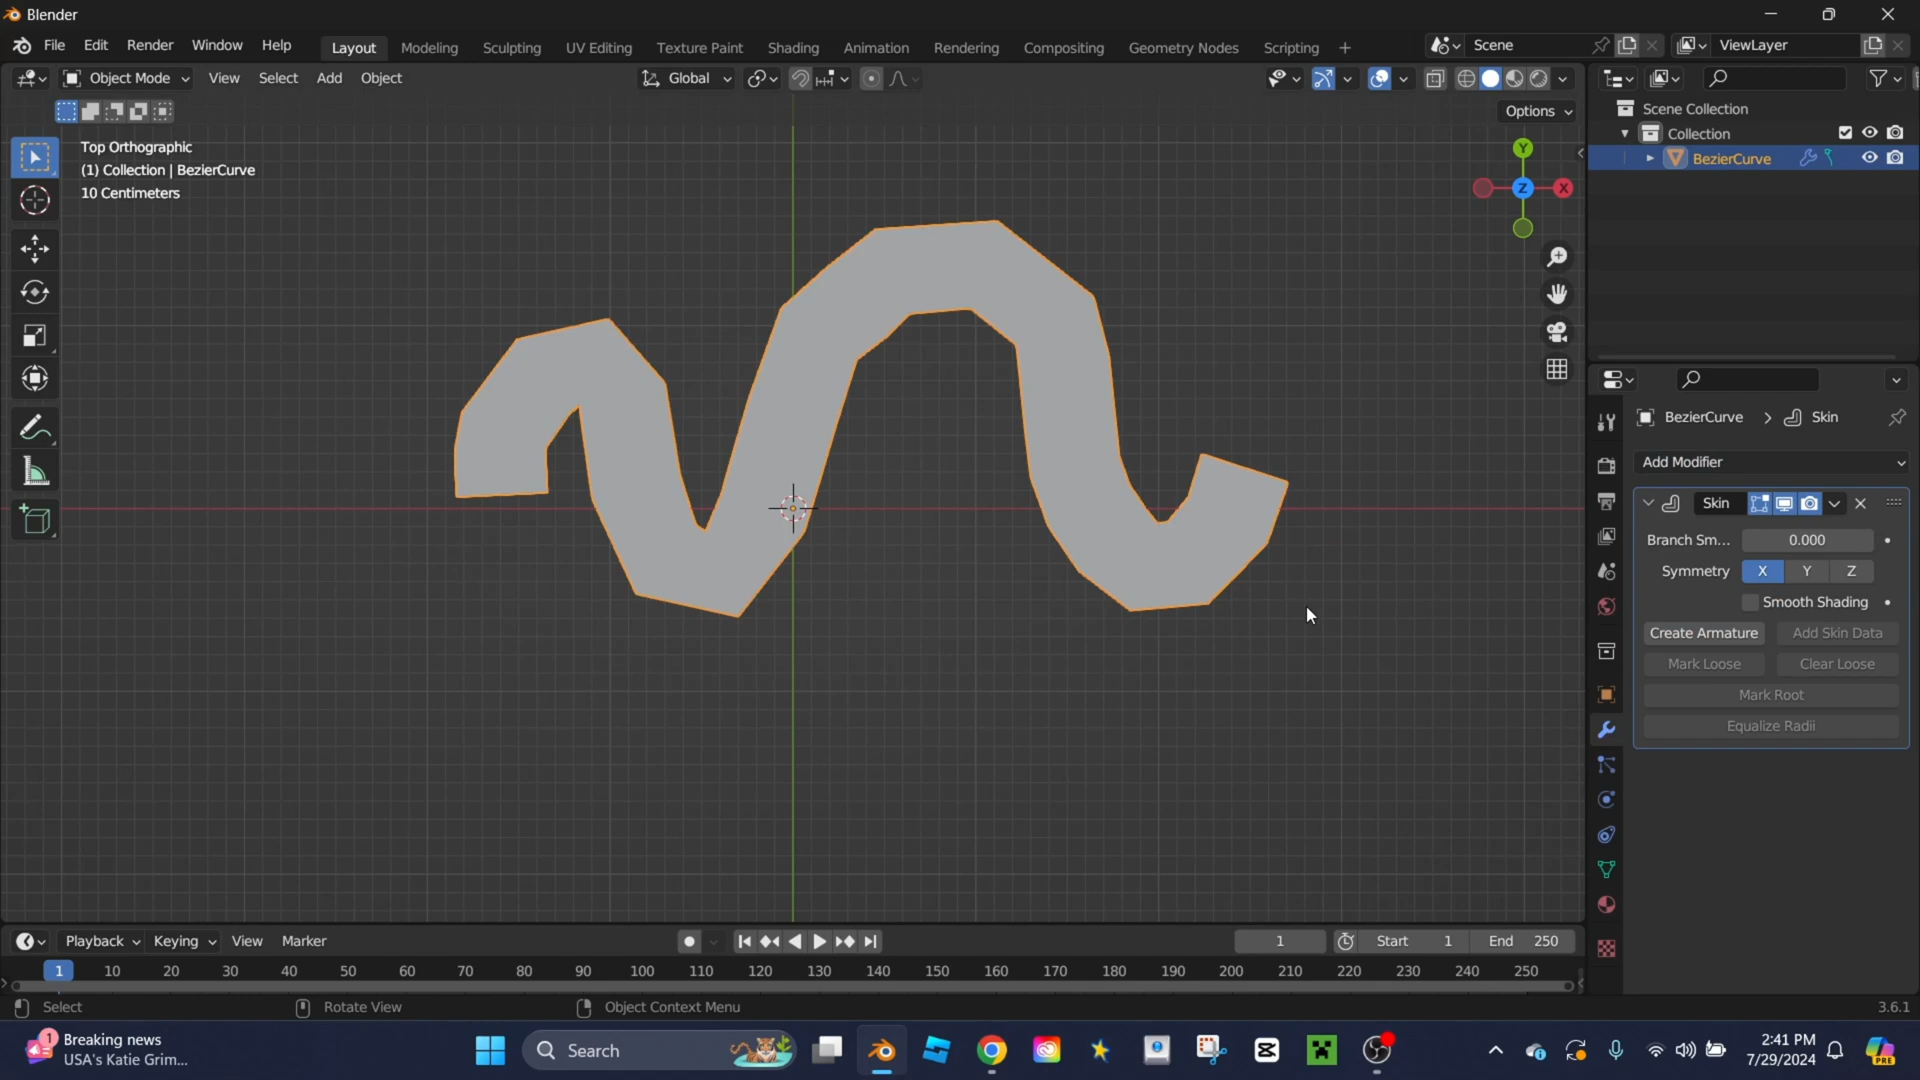 Blender
File Edit Render Window Help Layout Modeling Sculpting UV Editing Texture Paint Shading Animation Rendering Compositing Geometry Nodes Scripting + Scene ViewLayer
Object Mode View Select Add Object Global
Options
Top Orthographic
(1) Collection | BezierCurve
10 Centimeters
Y
Z
X
Scene Collection
Collection
BezierCurve
BezierCurve > Skin
Add Modifier
Skin
Branch Sm... 0.000
Symmetry X Y Z
Smooth Shading
Create Armature Add Skin Data
Mark Loose Clear Loose
Mark Root
Equalize Radii
Playback Keying View Marker 1 Start 1 End 250
1 10 20 30 40 50 60 70 80 90 100 110 120 130 140 150 160 170 180 190 200 210 220 230 240 250
Select Rotate View Object Context Menu 3.6.1
1 Breaking news
USA's Katie Grim...
Search
2:41 PM
7/29/2024
PRE